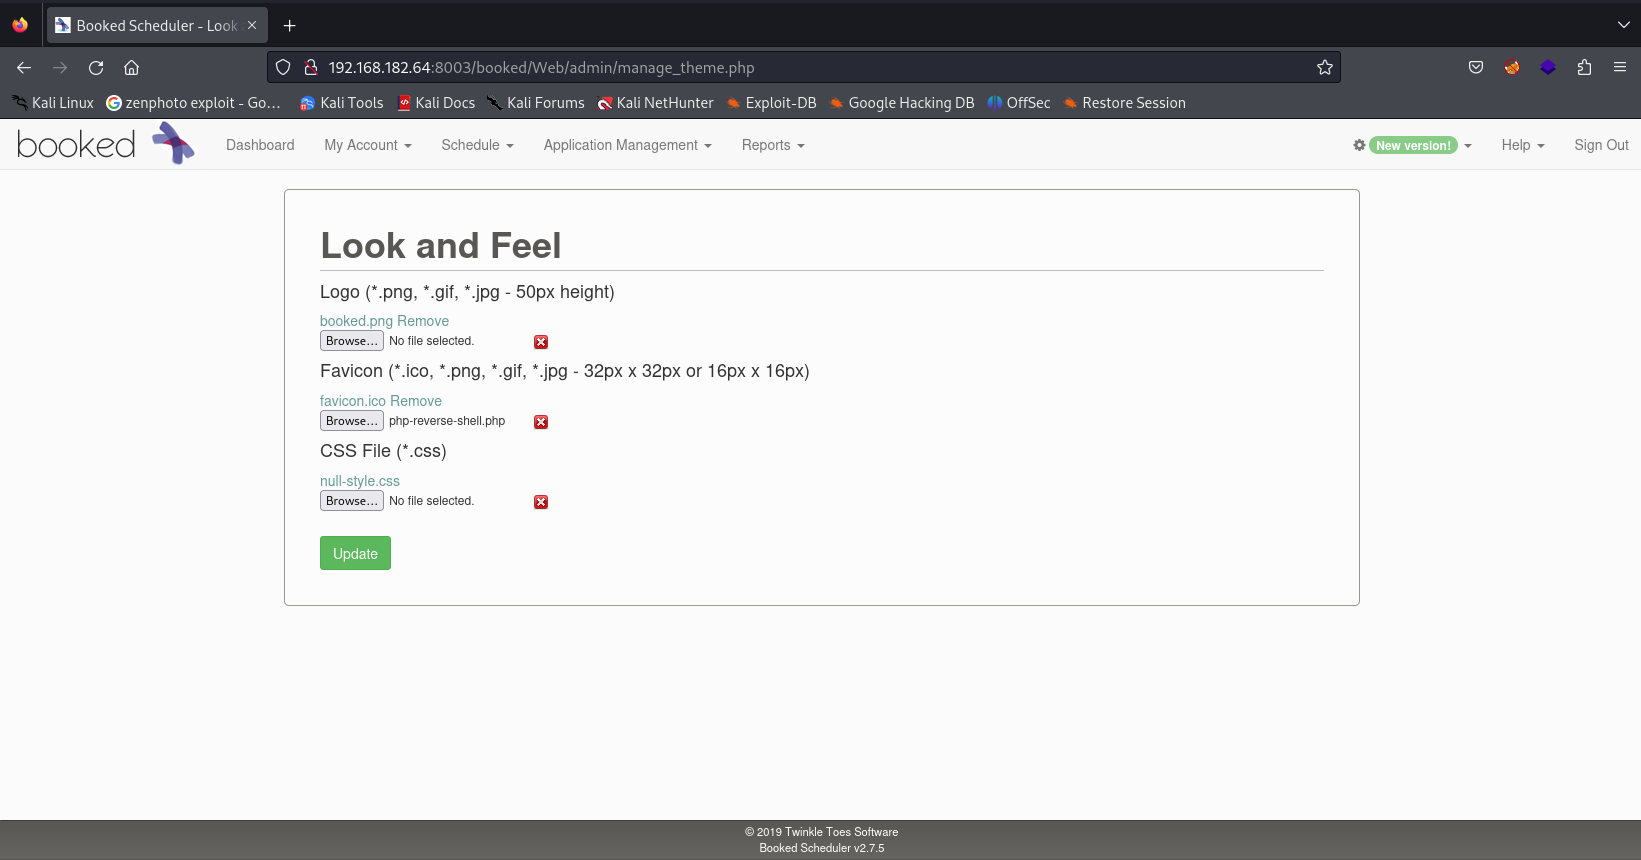 Booked Scheduler - Look
192.168.182.64:8003/booked/Web/admin/manage_theme.php
Kali Linux zenphoto exploit - Go... Kali Tools Kali Docs Kali Forums Kali NetHunter Exploit-DB Google Hacking DB OffSec Restore Session
booked Dashboard My Account Schedule Application Management Reports New version! Help Sign Out
Look and Feel
Logo (*.png, *.gif, *.jpg - 50px height)
booked.png Remove
Browse... No file selected.
Favicon (*.ico, *.png, *.gif, *.jpg - 32px x 32px or 16px x 16px)
favicon.ico Remove
Browse... php-reverse-shell.php
CSS File (*.css)
null-style.css
Browse... No file selected.
Update
© 2019 Twinkle Toes Software
Booked Scheduler v2.7.5